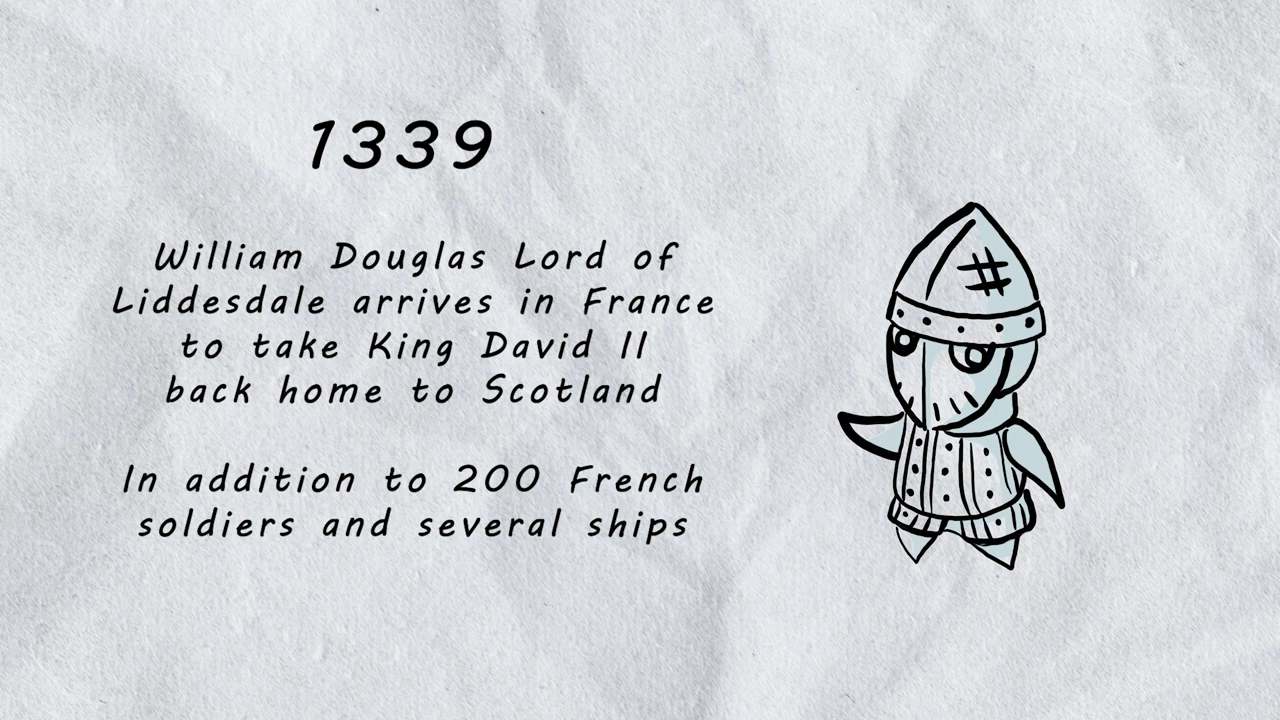 1339
William Douglas Lord of
Liddesdale arrives in France
to take King David II
back home to Scotland
In addition to 200 French
soldiers and several ships